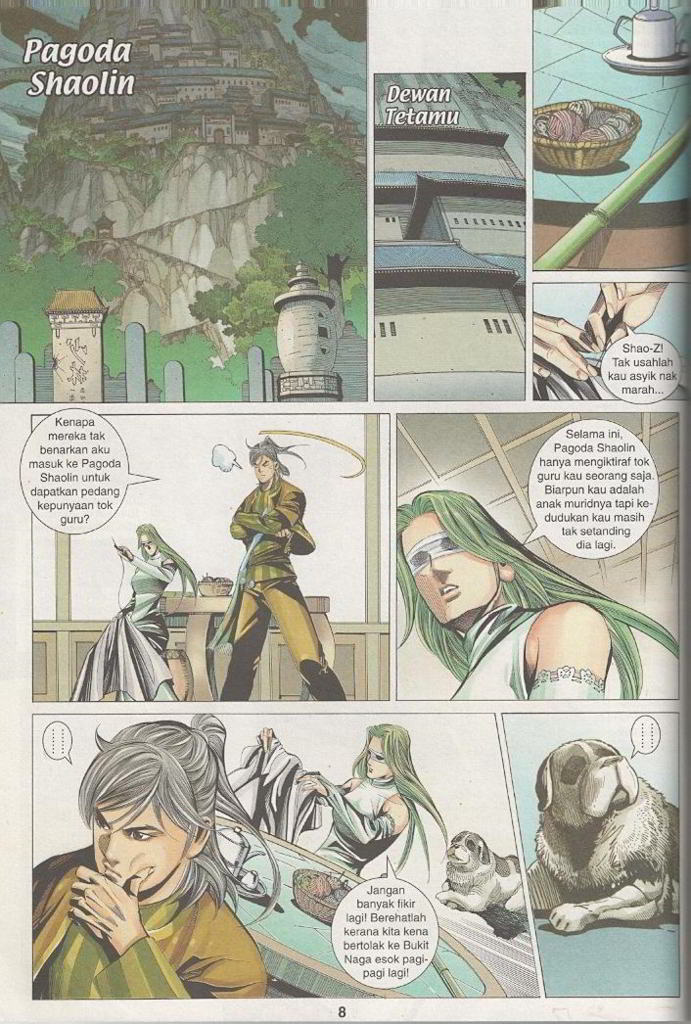 Pagoda
Shaolin
Dewan
Tetamu
Shao-Z!
Tak usahlah
kau asyik nak
marah...
Kenapa
mereka tak
benarkan aku
masuk ke Pagoda
Shaolin untuk
dapatkan pedang
kepunyaan tok
guru?
Selama ini,
Pagoda Shaolin
hanya mengiktiraf tok
guru kau seorang saja.
Biarpun kau adalah
anak muridnya tapi ke-
dudukan kau masih
tak setanding
dia lagi.
Jangan
banyak fikir
lagi! Berehatlah
kerana kita kena
bertolak ke Bukit
Naga esok pagi-
pagi lagi!
8